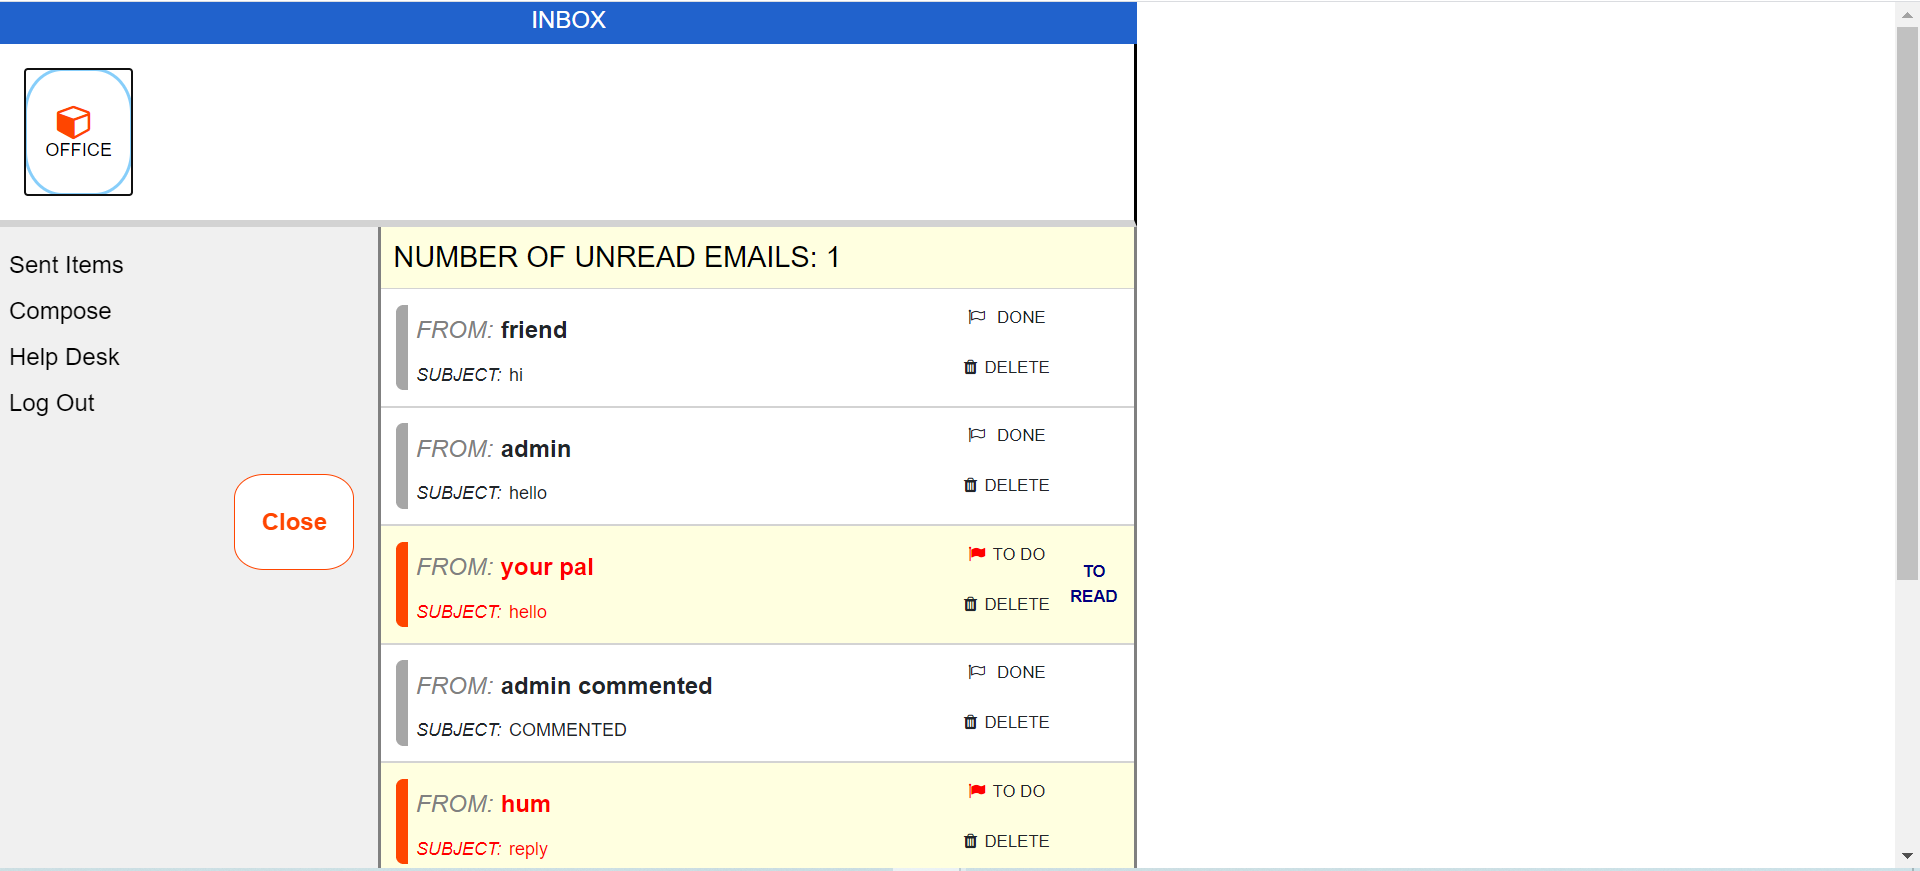 INBOX
OFFICE
Sent Items
Compose
Help Desk
Log Out
Close
NUMBER OF UNREAD EMAILS: 1
FROM: friend
SUBJECT: hi
DONE
DELETE
FROM: admin
SUBJECT: hello
DONE
DELETE
FROM: your pal
SUBJECT: hello
TO DO
DELETE
TO
READ
FROM: admin commented
SUBJECT: COMMENTED
DONE
DELETE
FROM: hum
SUBJECT: reply
TO DO
DELETE